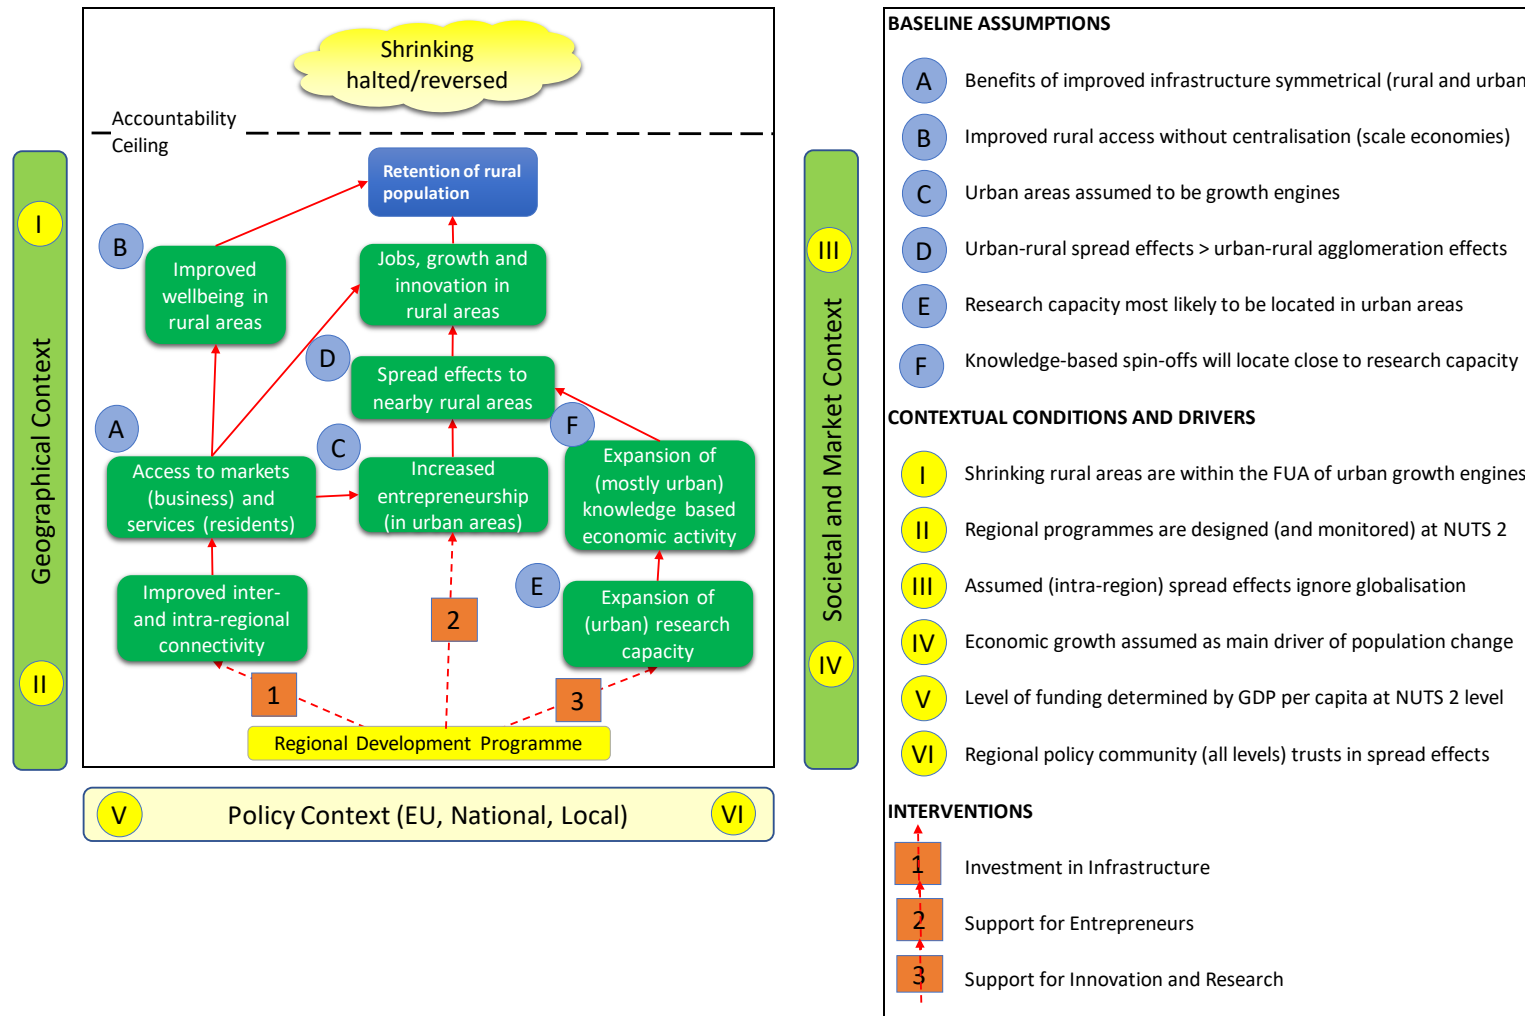 Shrinking
halted/reversed
Accountability
Ceiling
Retention of rural
population
I
B
Improved
wellbeing in
rural areas
Jobs, growth and
innovation in
rural areas
D
Spread effects to
nearby rural areas
A
C
F
Access to markets
(business) and
services (residents)
Increased
entrepreneurship
(in urban areas)
Expansion of
(mostly urban)
knowledge based
economic activity
Improved inter-
and intra-regional
connectivity
2
E
Expansion of
(urban) research
capacity
II
1
3
Regional Development Programme
Geographical Context
III
Societal and Market Context
IV
V
Policy Context (EU, National, Local)
VI
BASELINE ASSUMPTIONS
A Benefits of improved infrastructure symmetrical (rural and urban
B Improved rural access without centralisation (scale economies)
C Urban areas assumed to be growth engines
D Urban-rural spread effects > urban-rural agglomeration effects
E Research capacity most likely to be located in urban areas
F Knowledge-based spin-offs will locate close to research capacity
CONTEXTUAL CONDITIONS AND DRIVERS
I Shrinking rural areas are within the FUA of urban growth engines
II Regional programmes are designed (and monitored) at NUTS 2
III Assumed (intra-region) spread effects ignore globalisation
IV Economic growth assumed as main driver of population change
V Level of funding determined by GDP per capita at NUTS 2 level
VI Regional policy community (all levels) trusts in spread effects
INTERVENTIONS
1 Investment in Infrastructure
2 Support for Entrepreneurs
3 Support for Innovation and Research